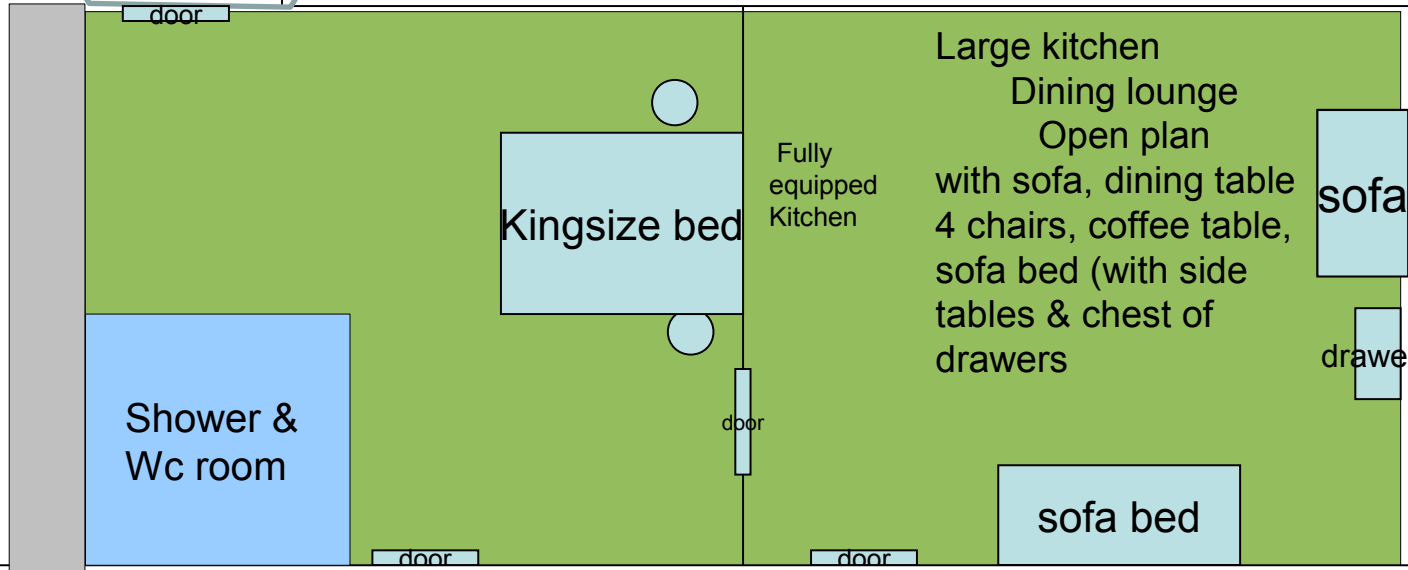 door
Large kitchen
Dining lounge
Open plan
with sofa, dining table
4 chairs, coffee table,
sofa bed (with side
tables & chest of
drawers
Fully
equipped
Kitchen
Kingsize bed
sofa
drawe
Shower &
Wc room
door
sofa bed
door
door